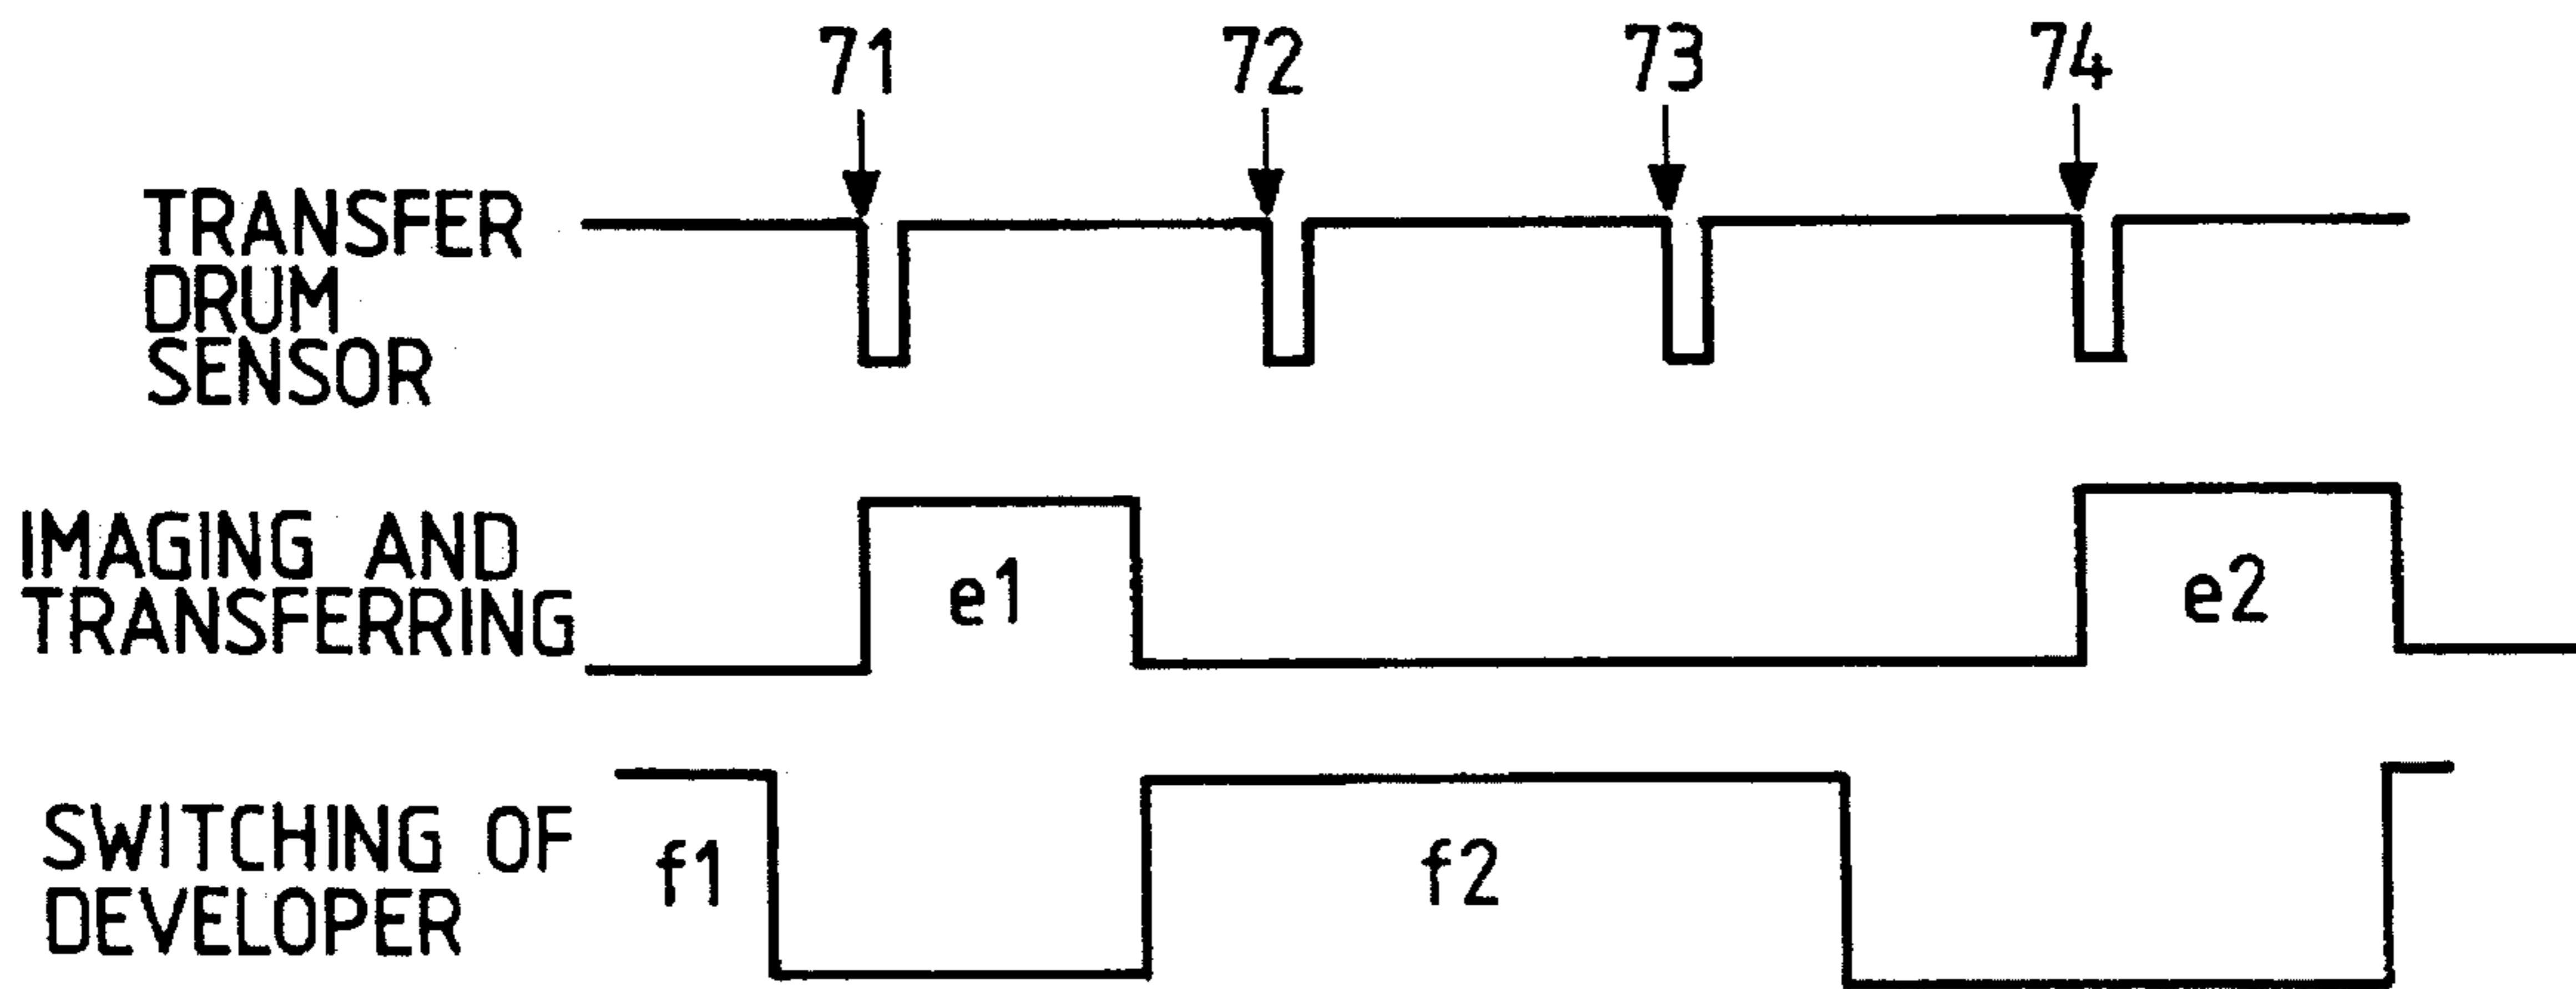 71 72 73 74
TRANSFER
DRUM
SENSOR
IMAGING AND
TRANSFERRING
e1 e2
SWITCHING OF
DEVELOPER
f1 f2